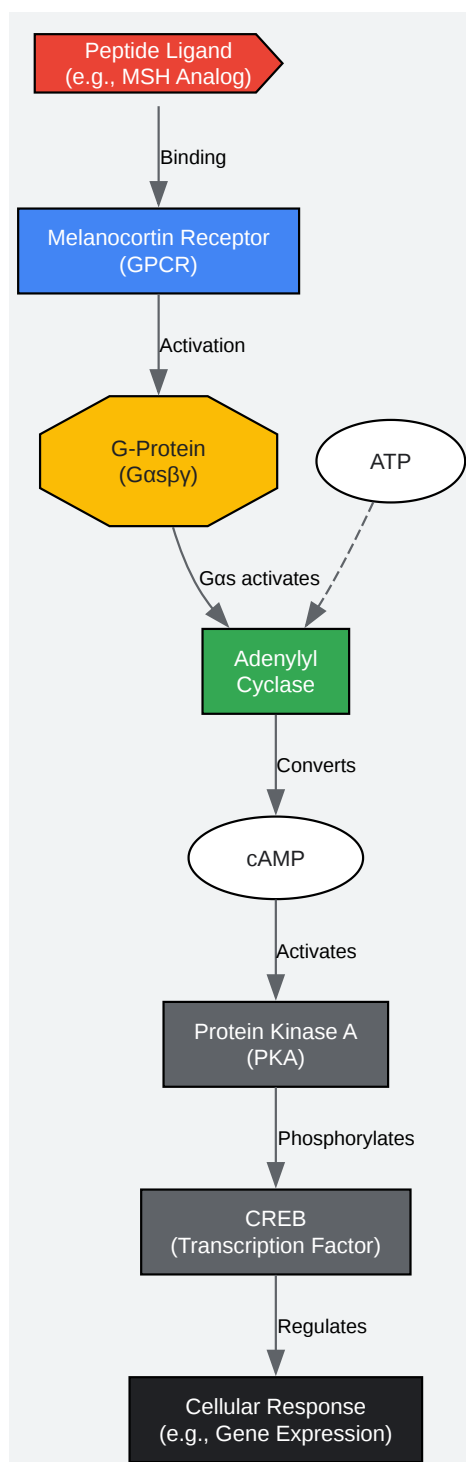 Peptide Ligand
(e.g., MSH Analog)
Binding
Melanocortin Receptor
(GPCR)
Activation
G-Protein
(Gαsβγ)
ATP
Gαs activates
Adenylyl
Cyclase
Converts
cAMP
Activates
Protein Kinase A
(PKA)
Phosphorylates
CREB
(Transcription Factor)
Regulates
Cellular Response
(e.g., Gene Expression)